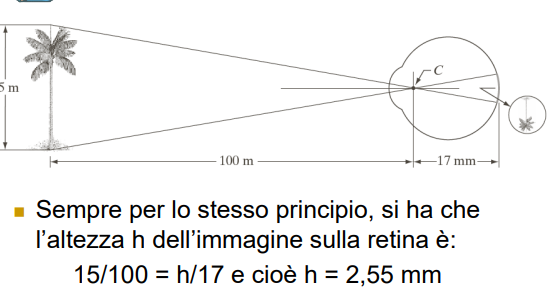 C
5 m
100 m
17 mm
Sempre per lo stesso principio, si ha che
l'altezza h dell'immagine sulla retina è:
15/100 = h/17 e cioè h = 2,55 mm